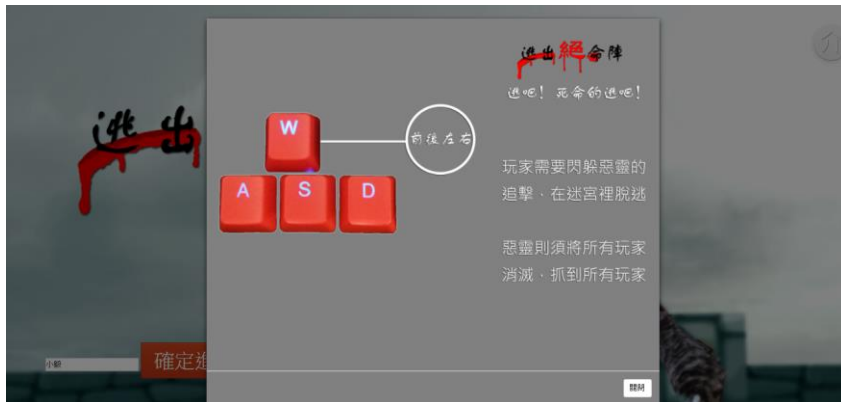 逃出絕命陣
逃吧！死命的逃吧！
W
前後左右
A S D
玩家需要閃躲惡靈的
追擊、在迷宮裡脫逃
惡靈則須將所有玩家
消滅、抓到所有玩家
關閉
逃出
確定進